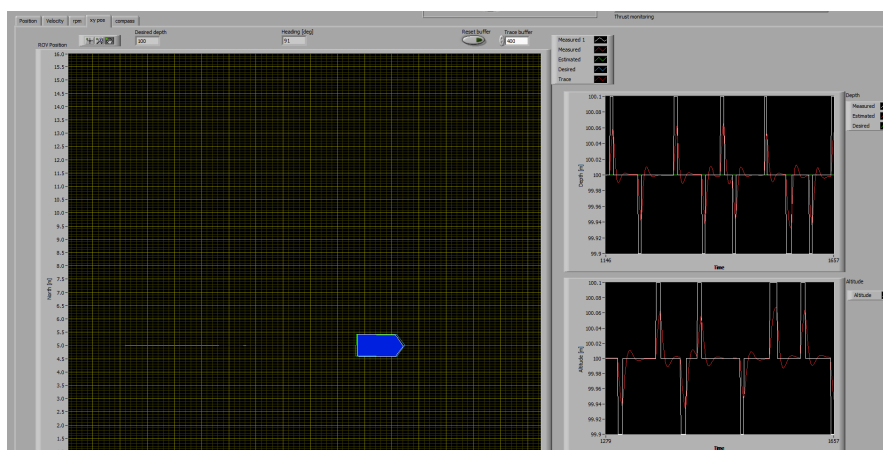 Thrust monitoring
Position Velocity rpm xy pos compass
Desired depth Heading [deg] Reset buffer Trace buffer
100 91 400
ROV Position
16.0
15.5
15.0
14.5
14.0
13.5
13.0
12.5
12.0
11.5
11.0
10.5
10.0
9.5
9.0
8.5
8.0
7.5
7.0
6.5
6.0
5.5
5.0
4.5
4.0
3.5
3.0
2.5
2.0
1.5
North [m]
Measured 1
Measured
Estimated
Desired
Trace
Depth
Measured
Estimated
Desired
100.1
100.08
100.06
100.04
100.02
100
99.98
99.96
99.94
99.92
99.9
Depth [m]
1146 1657
Time
Altitude
Altitude
100.1
100.08
100.06
100.04
100.02
100
99.98
99.96
99.94
99.92
99.9
Altitude [m]
1279 1657
Time